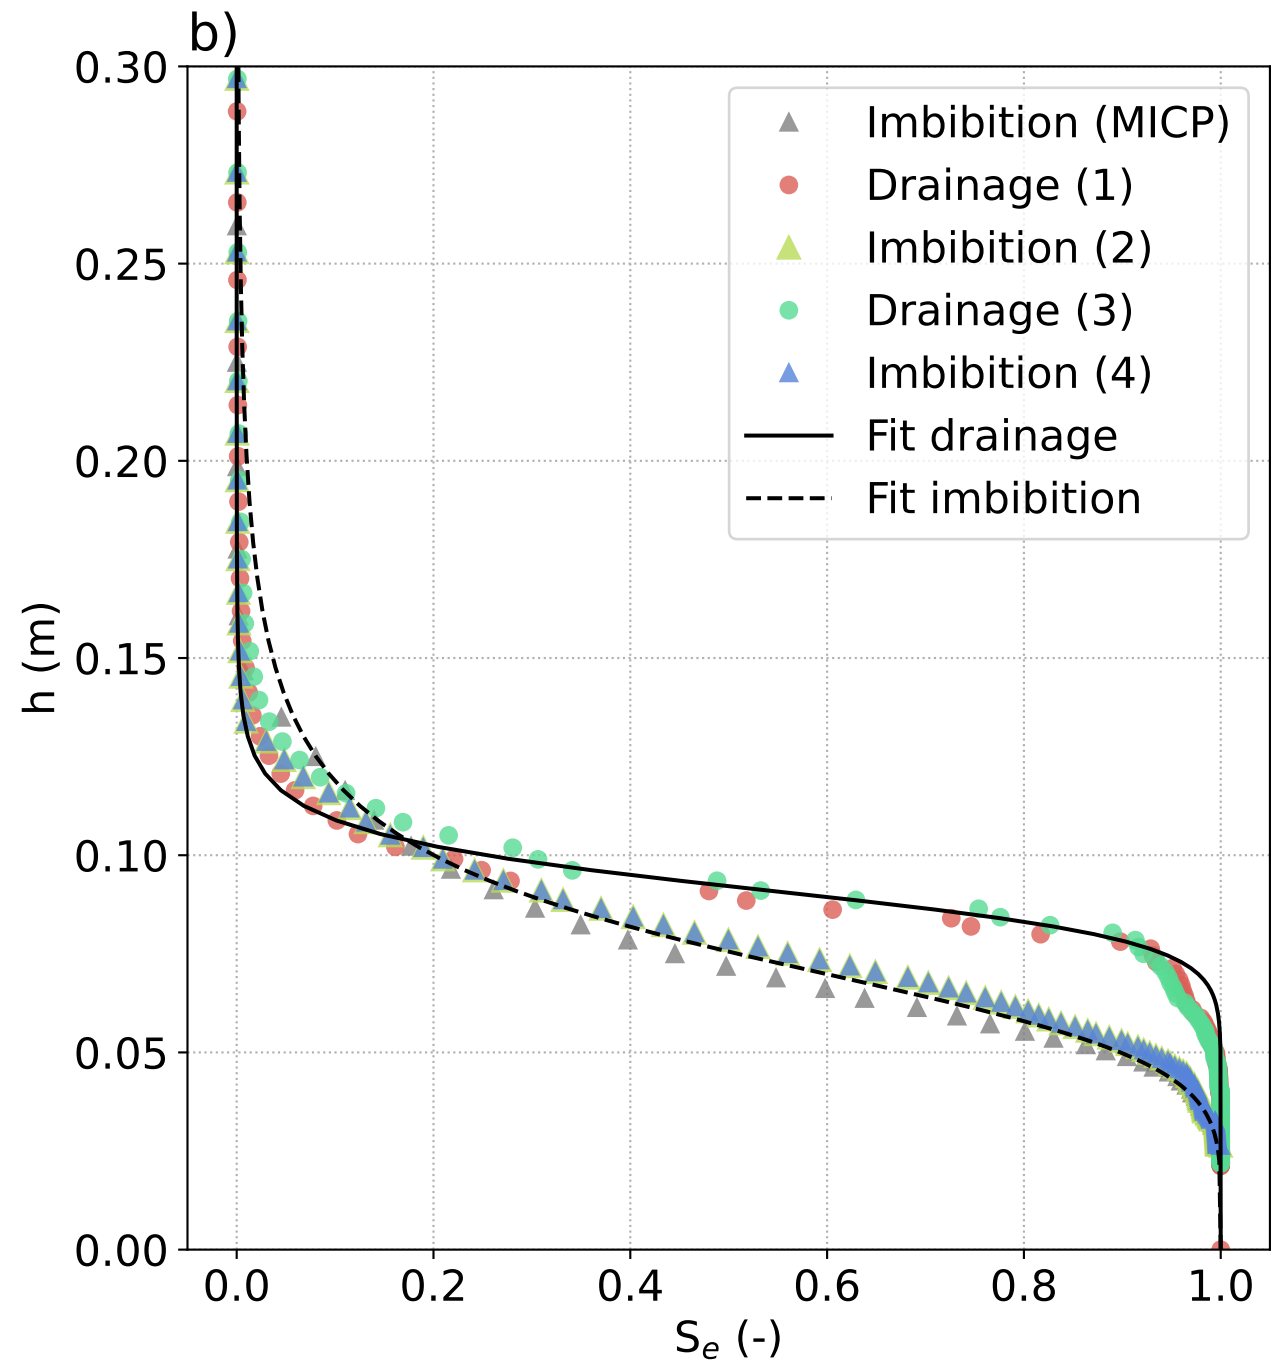 b)
0.30
0.25
0.20
0.15
0.10
0.05
0.00
h (m)
Imbibition (MICP)
Drainage (1)
Imbibition (2)
Drainage (3)
Imbibition (4)
Fit drainage
Fit imbibition
0.0 0.2 0.4 0.6 0.8 1.0
Sₑ (-)